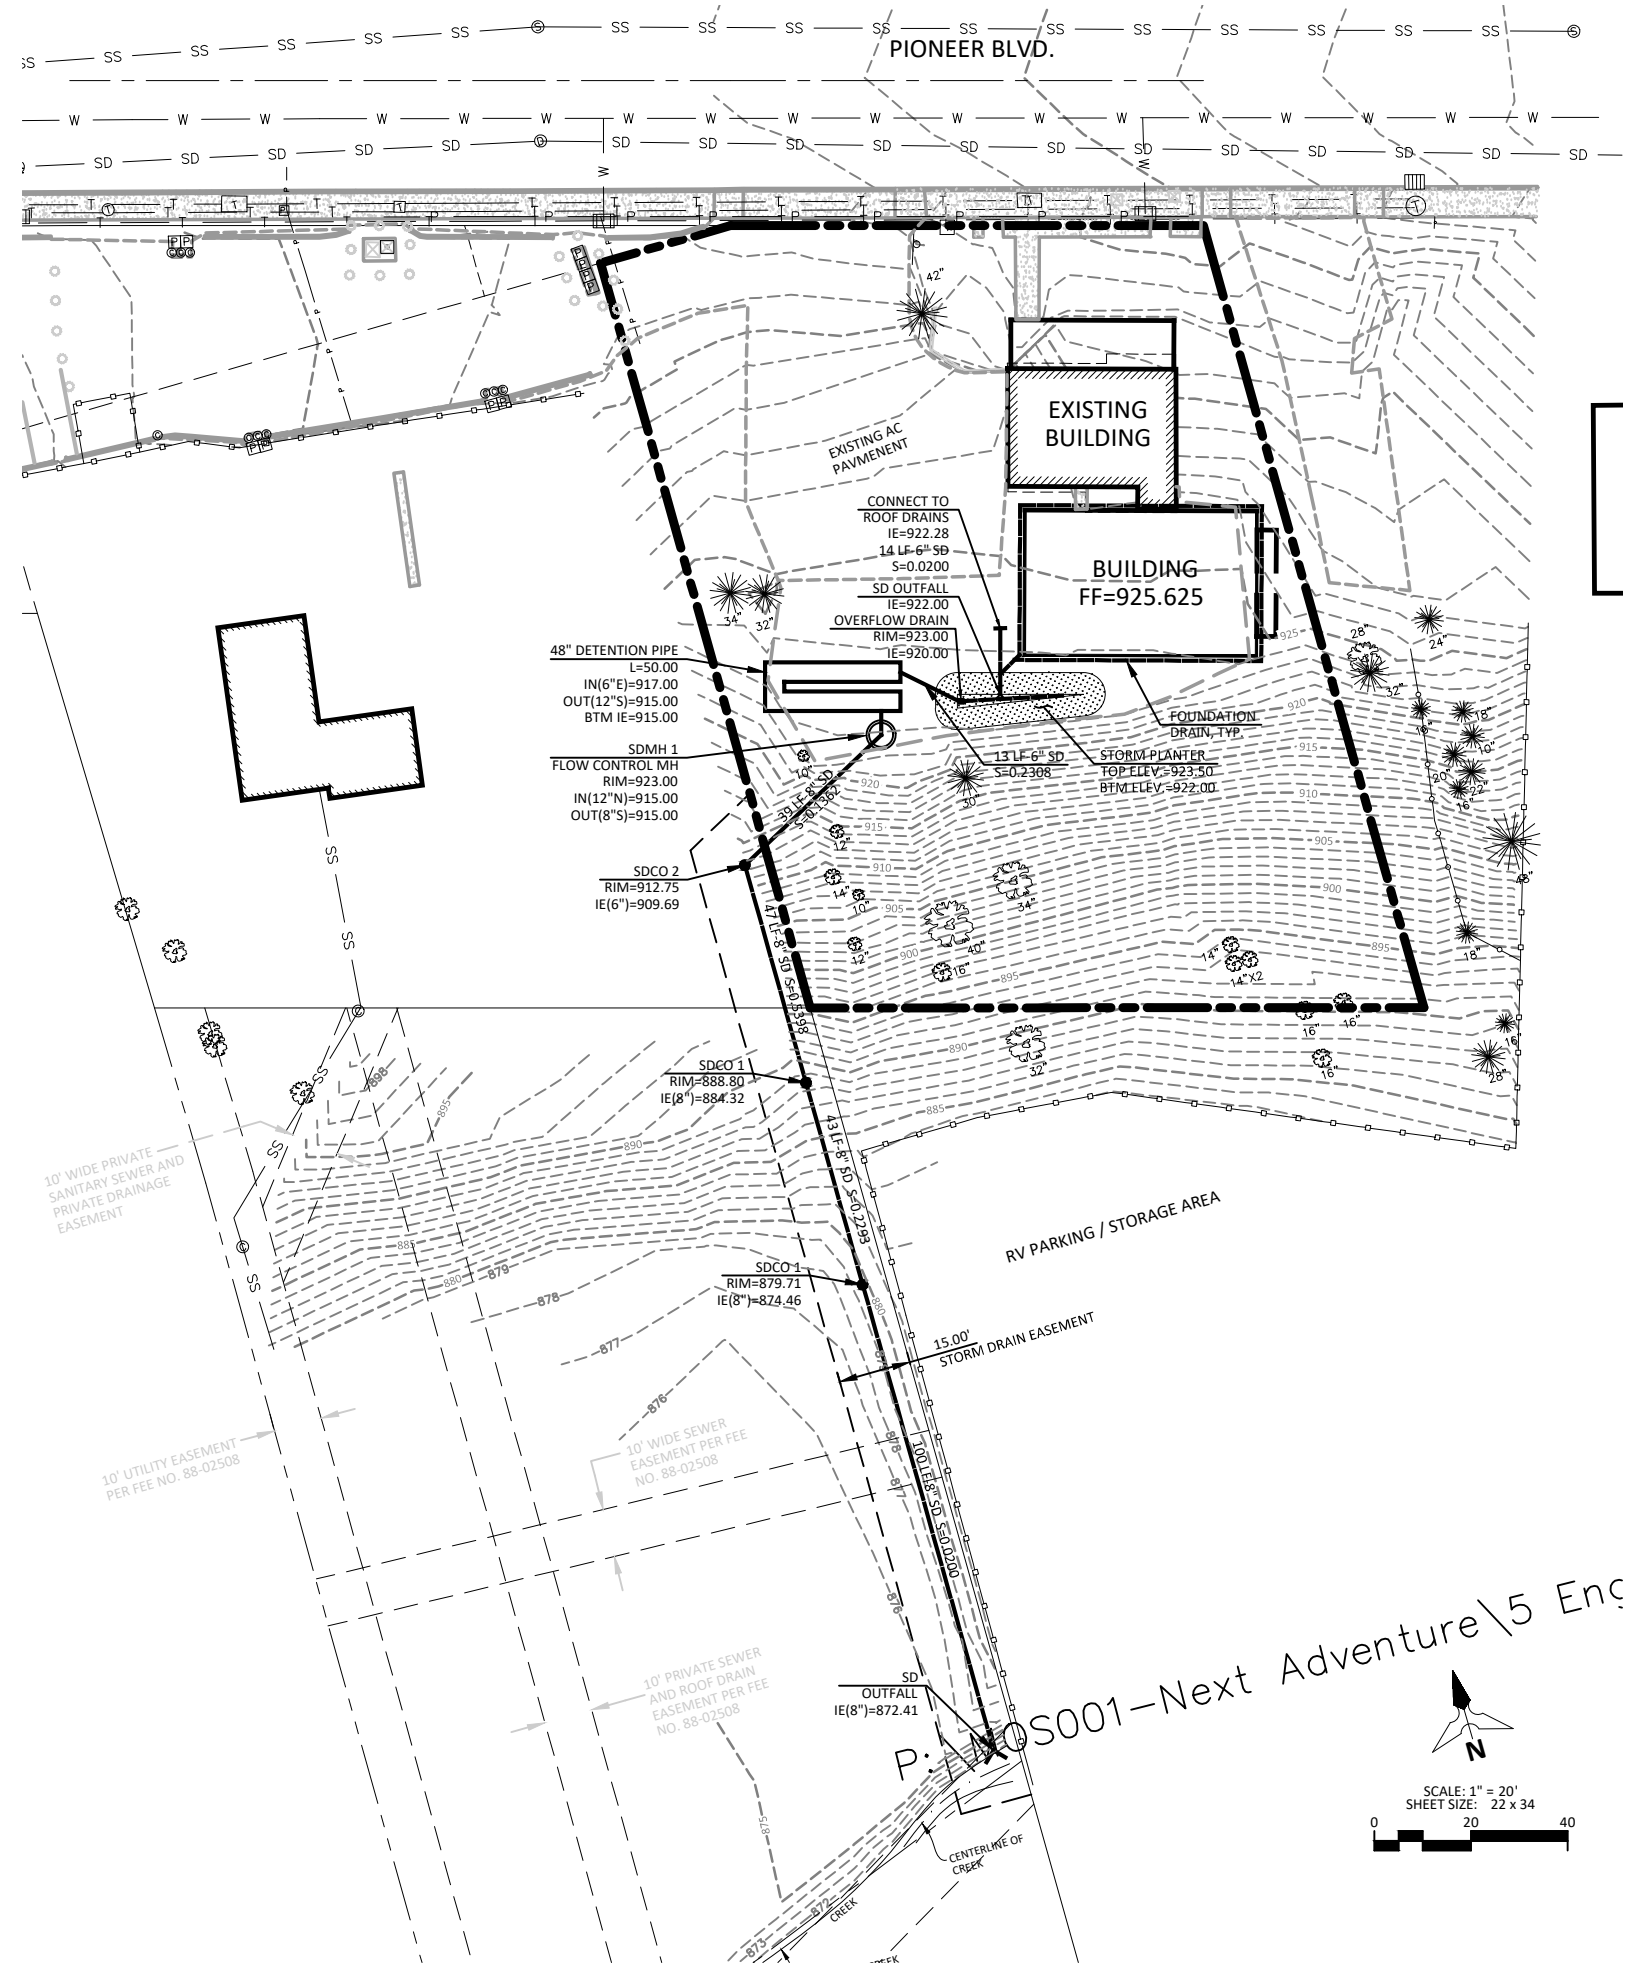 PIONEER BLVD.
EXISTING AC
PAVMENENT
EXISTING
BUILDING
BUILDING
FF=925.625
CONNECT TO
ROOF DRAINS
IE=922.28
14 LF-6" SD
S=0.0200
SD OUTFALL
IE=922.00
OVERFLOW DRAIN
RIM=923.00
IE=920.00
48" DETENTION PIPE
L=50.00
IN(6"E)=917.00
OUT(12"S)=915.00
BTM IE=915.00
SDMH 1
FLOW CONTROL MH
RIM=923.00
IN(12"N)=915.00
OUT(8"S)=915.00
FOUNDATION
DRAIN, TYP.
13 LF-6" SD
S=0.2308
STORM PLANTER
TOP ELEV.=923.50
BTM ELEV.=922.00
39 LF-8" SD
S=0.1362
SDCO 2
RIM=912.75
IE(6")=909.69
47 LF-8" SD S=0.5398
SDCO 1
RIM=888.80
IE(8")=884.32
43 LF-8" SD S=0.2293
10' WIDE PRIVATE
SANITARY SEWER AND
PRIVATE DRAINAGE
EASEMENT
RV PARKING / STORAGE AREA
SDCO 1
RIM=879.71
IE(8")=874.46
15.00'
STORM DRAIN EASEMENT
10' UTILITY EASEMENT
PER FEE NO. 88-02508
10' WIDE SEWER
EASEMENT PER FEE
NO. 88-02508
100 LF-8" SD S=0.0200
10' PRIVATE SEWER
AND ROOF DRAIN
EASEMENT PER FEE
NO. 88-02508
SD
OUTFALL
IE(8")=872.41
P: MOS001-Next Adventure\5 Eng
N
SCALE: 1" = 20'
SHEET SIZE: 22 x 34
0 20 40
CENTERLINE OF
CREEK
CREEK